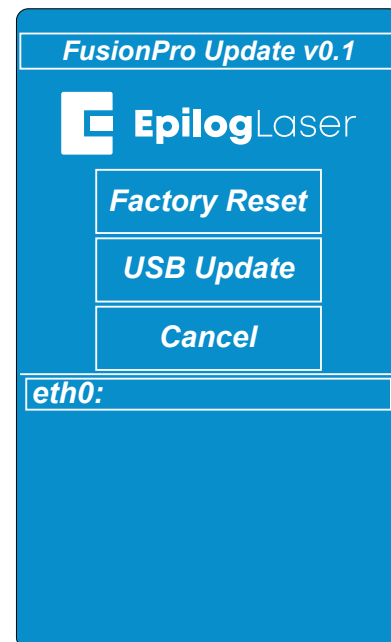 FusionPro Update v0.1
EpilogLaser
Factory Reset
USB Update
Cancel
eth0: